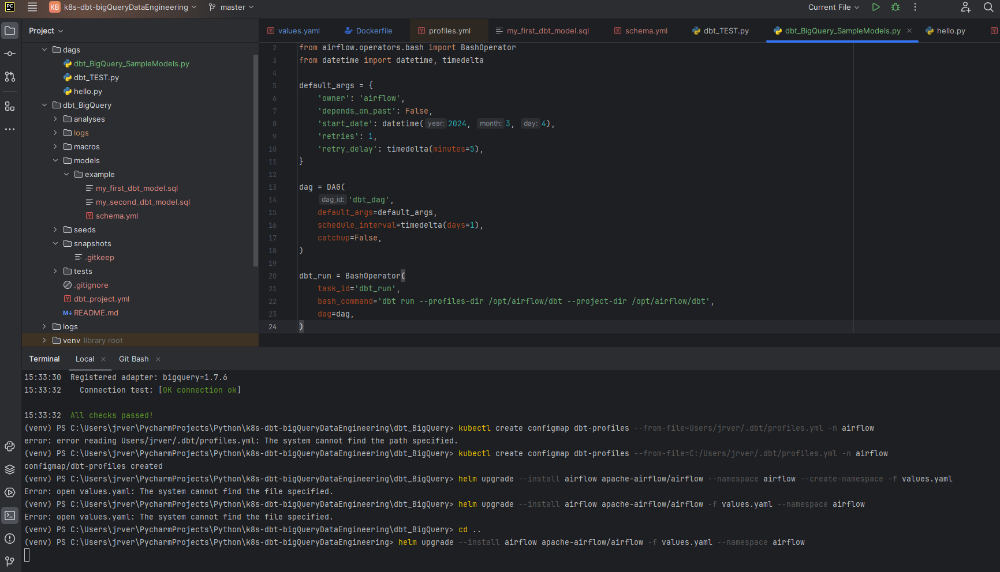 PC
KB k8s-dbt-bigQueryDataEngineering master Current File
Project
values.yaml Dockerfile profiles.yml my_first_dbt_model.sql schema.yml dbt_TEST.py dbt_BigQuery_SampleModels.py hello.py
dags
dbt_BigQuery_SampleModels.py
dbt_TEST.py
hello.py
dbt_BigQuery
analyses
logs
macros
models
example
my_first_dbt_model.sql
my_second_dbt_model.sql
schema.yml
seeds
snapshots
.gitkeep
tests
.gitignore
dbt_project.yml
M↓ README.md
logs
venv library root
2 from airflow.operators.bash import BashOperator
3 from datetime import datetime, timedelta
4
5 default_args = {
6 'owner': 'airflow',
7 'depends_on_past': False,
8 'start_date': datetime( year: 2024, month: 3, day: 4),
9 'retries': 1,
10 'retry_delay': timedelta(minutes=5),
11 }
12
13 dag = DAG(
14 dag_id: 'dbt_dag',
15 default_args=default_args,
16 schedule_interval=timedelta(days=1),
17 catchup=False,
18 )
19
20 dbt_run = BashOperator(
21 task_id='dbt_run',
22 bash_command='dbt run --profiles-dir /opt/airflow/dbt --project-dir /opt/airflow/dbt',
23 dag=dag,
24 )
Terminal Local × Git Bash ×
15:33:30 Registered adapter: bigquery=1.7.6
15:33:32 Connection test: [OK connection ok]
15:33:32 All checks passed!
(venv) PS C:\Users\jrver\PycharmProjects\Python\k8s-dbt-bigQueryDataEngineering\dbt_BigQuery> kubectl create configmap dbt-profiles --from-file=Users/jrver/.dbt/profiles.yml -n airflow
error: error reading Users/jrver/.dbt/profiles.yml: The system cannot find the path specified.
(venv) PS C:\Users\jrver\PycharmProjects\Python\k8s-dbt-bigQueryDataEngineering\dbt_BigQuery> kubectl create configmap dbt-profiles --from-file=C:/Users/jrver/.dbt/profiles.yml -n airflow
configmap/dbt-profiles created
(venv) PS C:\Users\jrver\PycharmProjects\Python\k8s-dbt-bigQueryDataEngineering\dbt_BigQuery> helm upgrade --install airflow apache-airflow/airflow --namespace airflow --create-namespace -f values.yaml
Error: open values.yaml: The system cannot find the file specified.
(venv) PS C:\Users\jrver\PycharmProjects\Python\k8s-dbt-bigQueryDataEngineering\dbt_BigQuery> helm upgrade --install airflow apache-airflow/airflow -f values.yaml --namespace airflow
Error: open values.yaml: The system cannot find the file specified.
(venv) PS C:\Users\jrver\PycharmProjects\Python\k8s-dbt-bigQueryDataEngineering\dbt_BigQuery> cd ..
(venv) PS C:\Users\jrver\PycharmProjects\Python\k8s-dbt-bigQueryDataEngineering> helm upgrade --install airflow apache-airflow/airflow -f values.yaml --namespace airflow